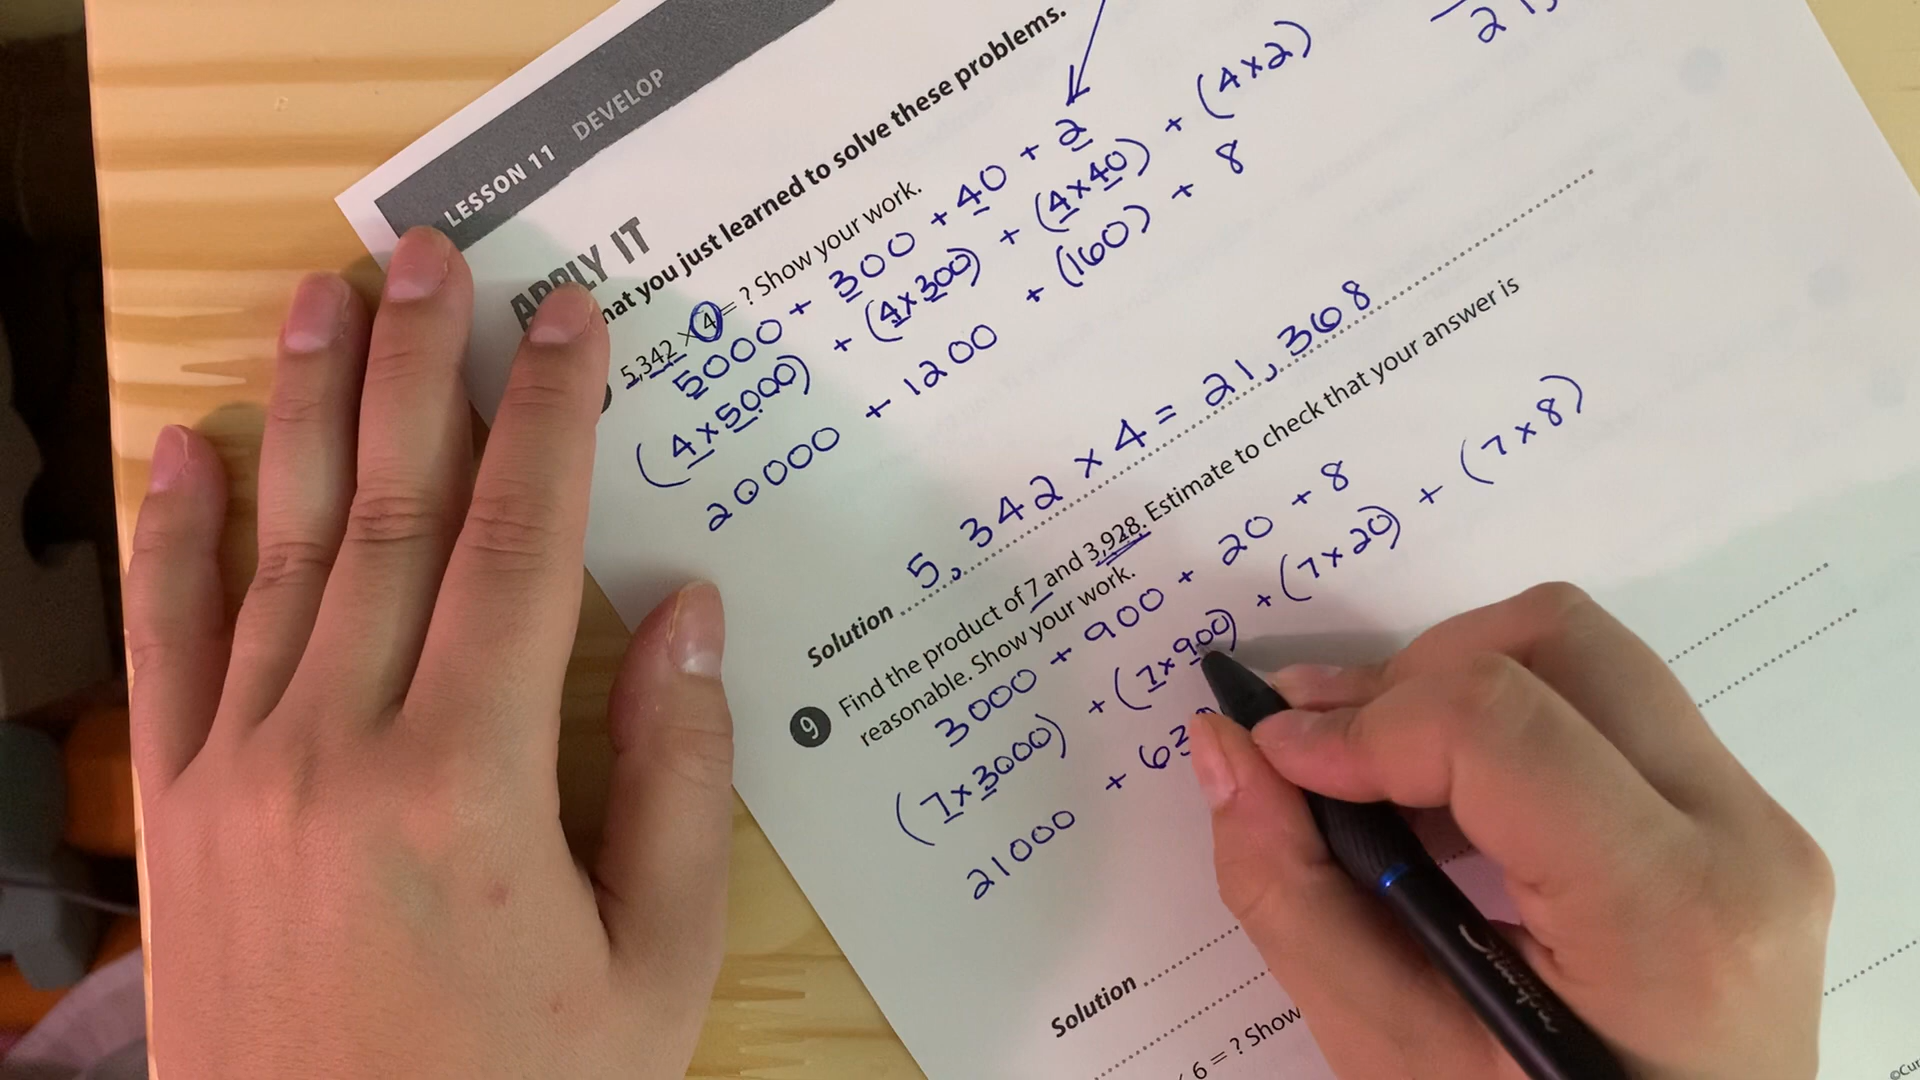 LESSON 11 DEVELOP
21,
APPLY IT
hat you just learned to solve these problems.
5,342 × 4 = ? Show your work.
5000 + 300 + 40 + 2
(4 × 5000) + (4 × 300) + (4 × 40) + (4 × 2)
20000 + 1200 + (160) + 8
Solution 5,342 × 4 = 21,368
9 Find the product of 7 and 3,928. Estimate to check that your answer is
reasonable. Show your work.
3000 + 900 + 20 + 8
(7 × 3000) + (7 × 900) + (7 × 20) + (7 × 8)
21000 + 63
Solution
6 = ? Show
©Cur